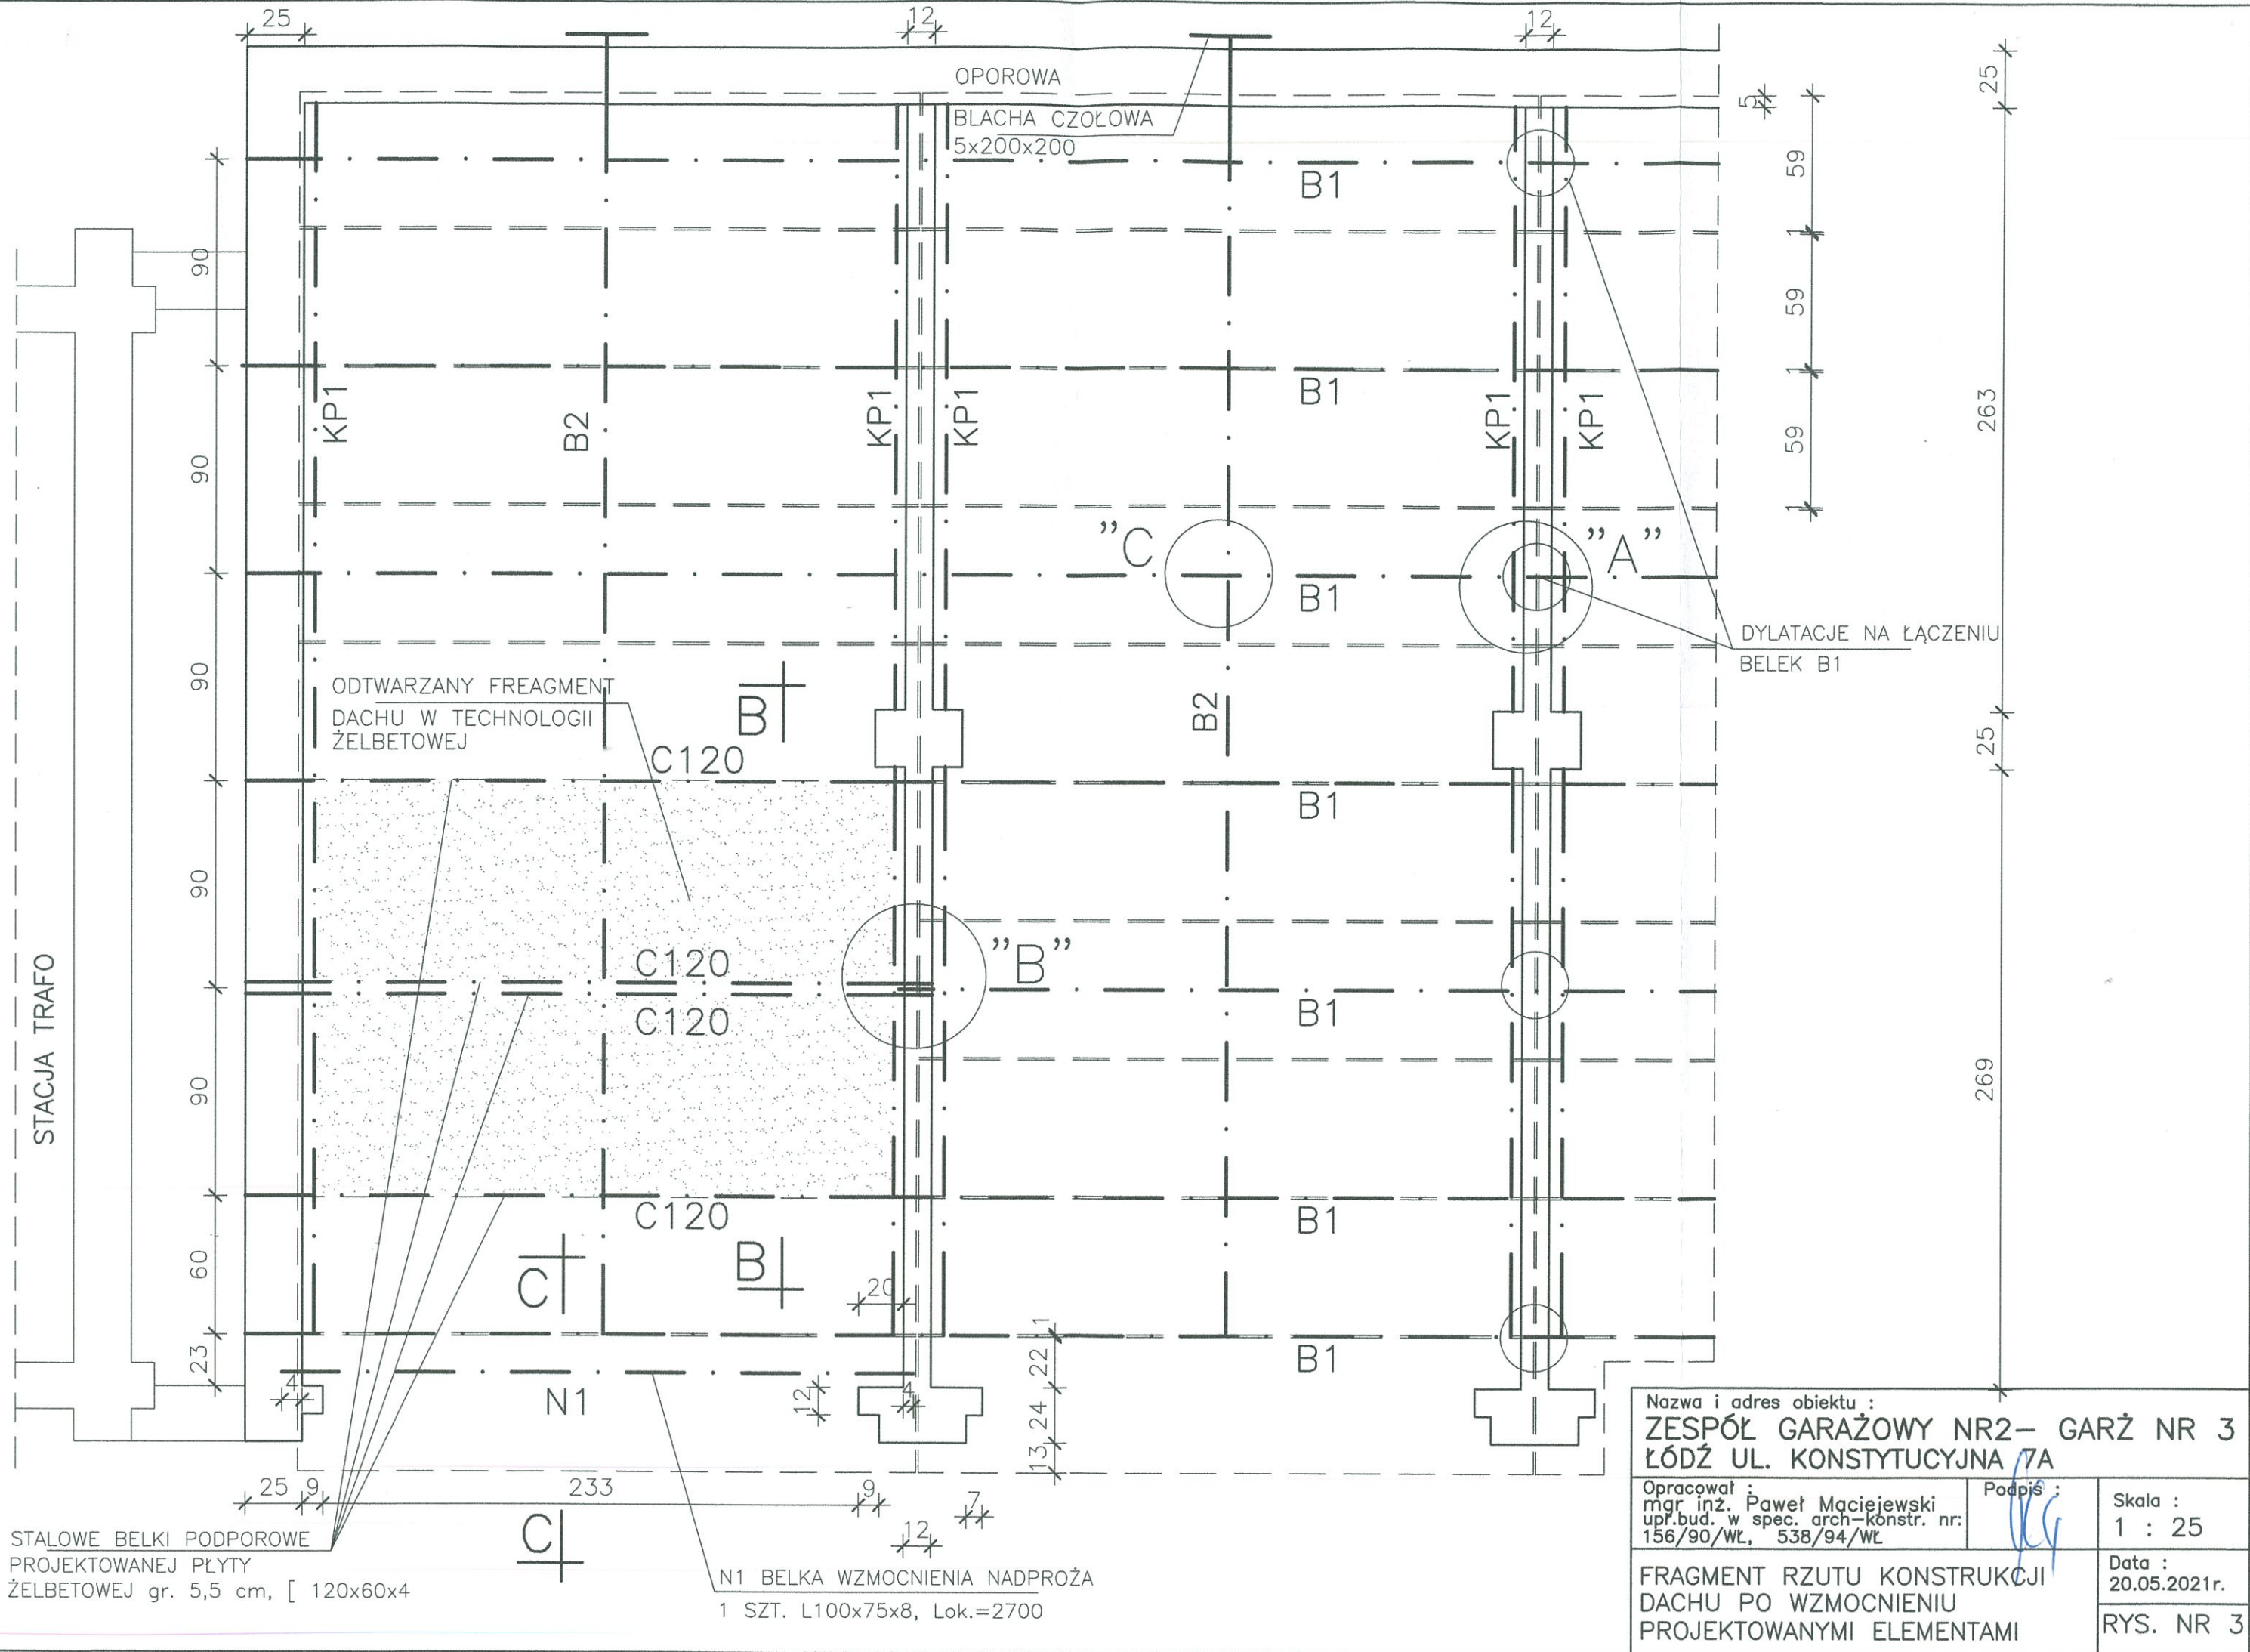 25
12
12
OPOROWA
BLACHA CZOŁOWA
5x200x200
25
5
59
1
59
1
59
1
263
25
269
90
90
90
90
90
60
23
B1
B1
B1
B1
B1
B1
B1
KP1
B2
KP1
KP1
KP1
KP1
B2
"C
"A"
DYLATACJE NA ŁĄCZENIU
BELEK B1
ODTWARZANY FREAGMENT
DACHU W TECHNOLOGII
ŻELBETOWEJ
B
C120
C120
"B"
C120
C120
C
B
20
STACJA TRAFO
4
N1
12
4
1
22
24
13
25
9
233
9
7
12
C
STALOWE BELKI PODPOROWE
PROJEKTOWANEJ PŁYTY
ŻELBETOWEJ gr. 5,5 cm, [ 120x60x4
N1 BELKA WZMOCNIENIA NADPROŻA
1 SZT. L100x75x8, Lok.=2700
Nazwa i adres obiektu :
ZESPÓŁ GARAŻOWY NR2– GARŻ NR 3
ŁÓDŹ UL. KONSTYTUCYJNA 7A
Opracował :
mgr inż. Paweł Maciejewski
upr.bud. w spec. arch–konstr. nr:
156/90/WŁ, 538/94/WŁ
Podpis :
Skala :
1 : 25
FRAGMENT RZUTU KONSTRUKCJI
DACHU PO WZMOCNIENIU
PROJEKTOWANYMI ELEMENTAMI
Data :
20.05.2021r.
RYS. NR 3